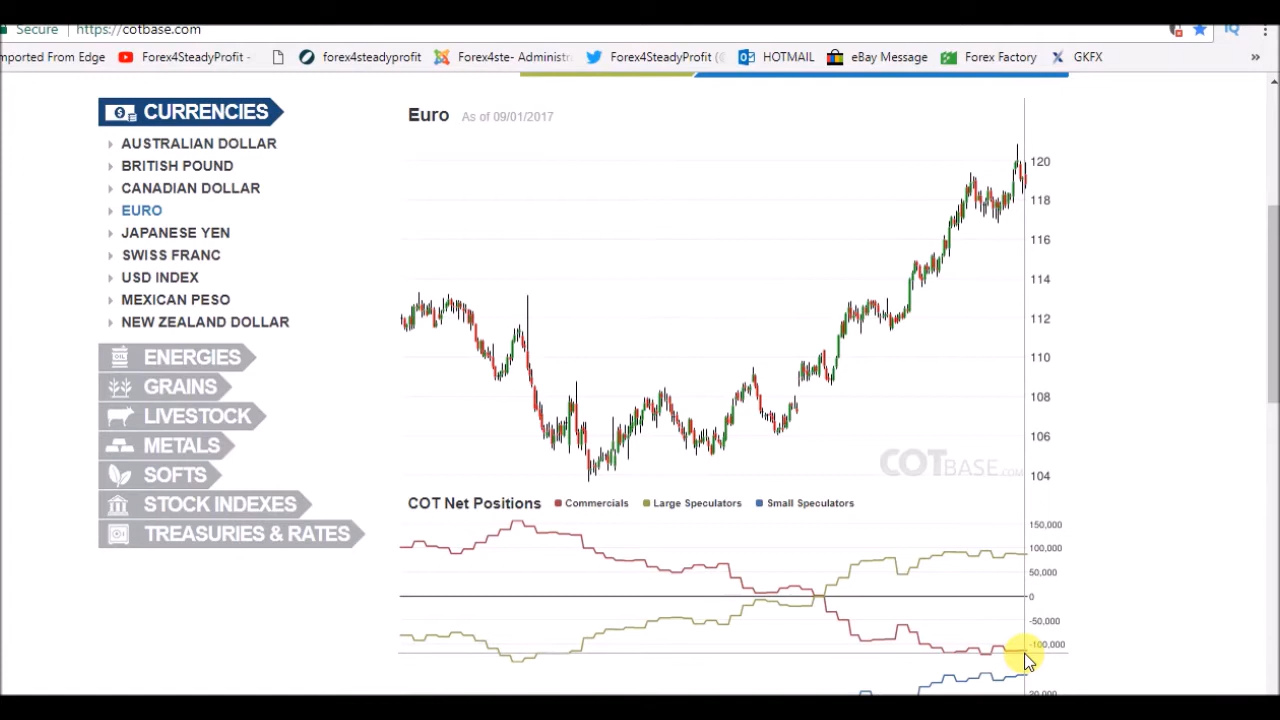 Secure | https://cotbase.com
mported From Edge Forex4SteadyProfit - forex4steadyprofit Forex4ste- Administra Forex4SteadyProfit (@ HOTMAIL eBay Message Forex Factory GKFX »
CURRENCIES
AUSTRALIAN DOLLAR
BRITISH POUND
CANADIAN DOLLAR
EURO
JAPANESE YEN
SWISS FRANC
USD INDEX
MEXICAN PESO
NEW ZEALAND DOLLAR
ENERGIES
GRAINS
LIVESTOCK
METALS
SOFTS
STOCK INDEXES
TREASURIES & RATES
Euro As of 09/01/2017
120
118
116
114
112
110
108
106
104
COTBASE.COM
COT Net Positions Commercials Large Speculators Small Speculators
150,000
100,000
50,000
0
-50,000
-100,000